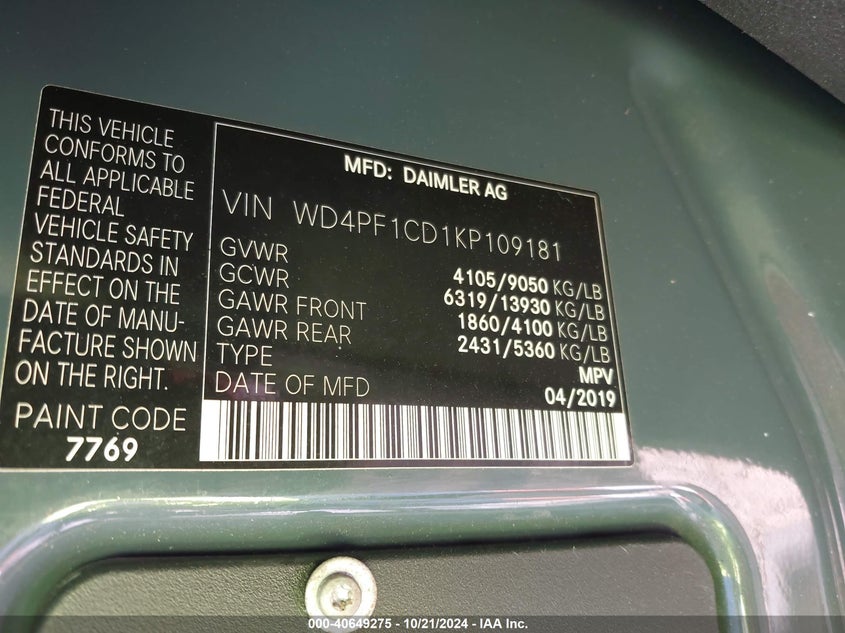 THIS VEHICLE
CONFORMS TO
ALL APPLICABLE
FEDERAL
VEHICLE SAFETY
STANDARDS IN
EFFECT ON THE
DATE OF MANU-
FACTURE SHOWN
ON THE RIGHT.
PAINT CODE
7769
MFD: DAIMLER AG
VIN WD4PF1CD1KP109181
GVWR 4105/9050 KG/LB
GCWR 6319/13930 KG/LB
GAWR FRONT 1860/4100 KG/LB
GAWR REAR 2431/5360 KG/LB
TYPE MPV
DATE OF MFD 04/2019
000-40649275 - 10/21/2024 - IAA Inc.